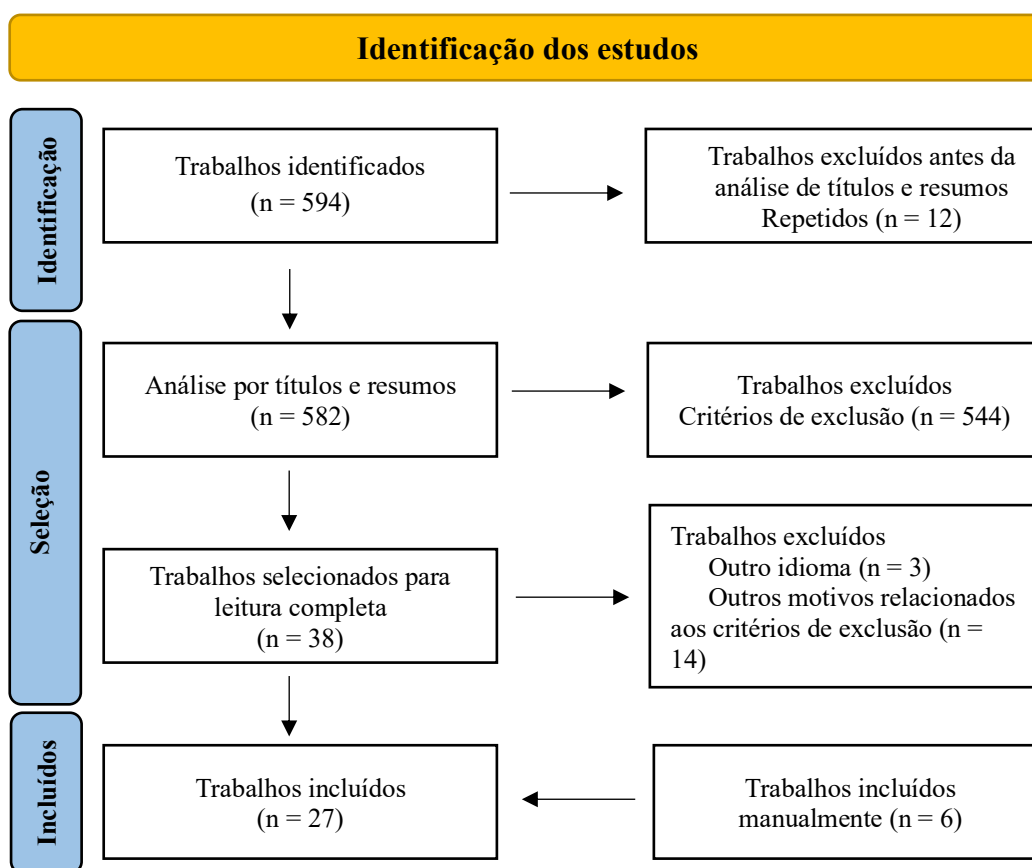 Identificação dos estudos
Identificação
Trabalhos identificados
(n = 594)
Trabalhos excluídos antes da
análise de títulos e resumos
Repetidos (n = 12)
Seleção
Análise por títulos e resumos
(n = 582)
Trabalhos excluídos
Critérios de exclusão (n = 544)
Trabalhos selecionados para
leitura completa
(n = 38)
Trabalhos excluídos
Outro idioma (n = 3)
Outros motivos relacionados
aos critérios de exclusão (n =
14)
Incluídos
Trabalhos incluídos
(n = 27)
Trabalhos incluídos
manualmente (n = 6)